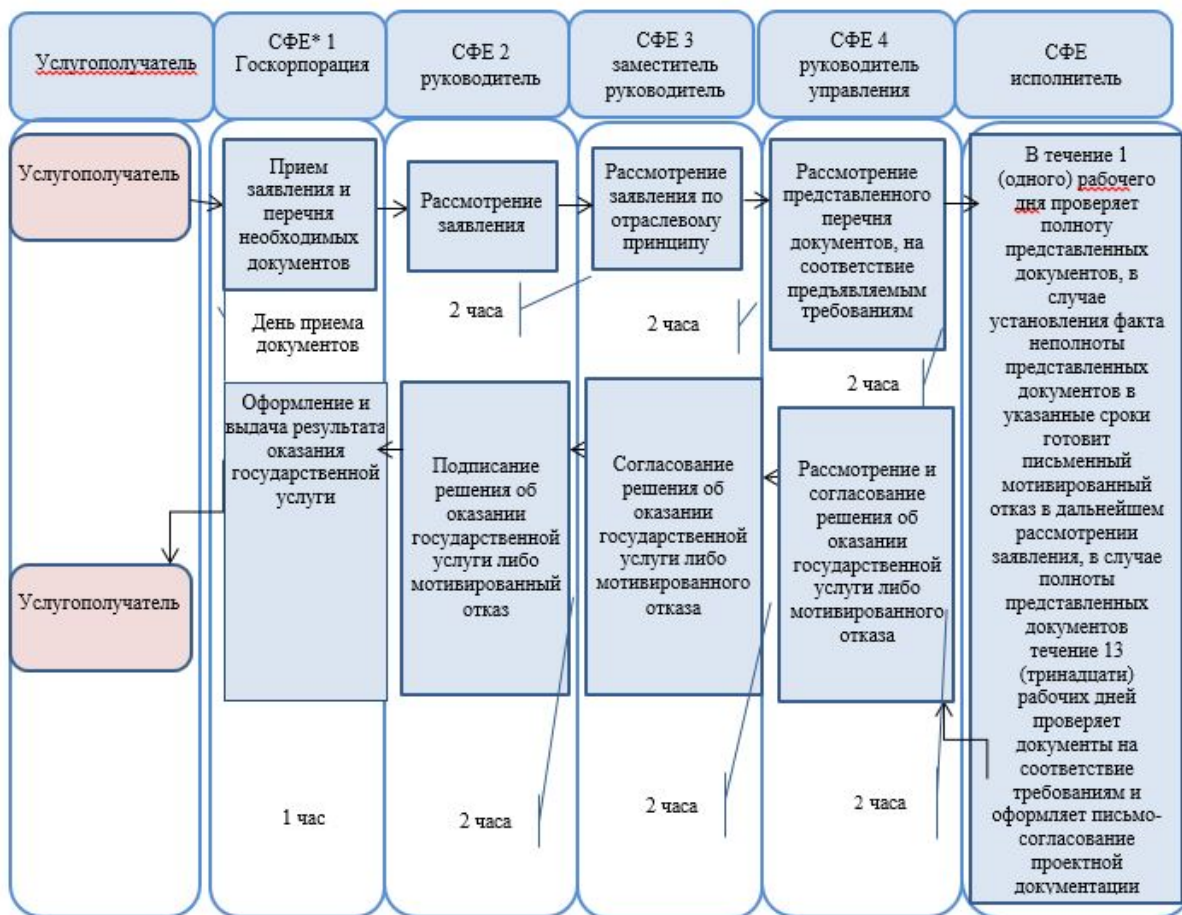 Услугополучатель
СФЕ* 1
Госкорпорация
СФЕ 2
руководитель
СФЕ 3
заместитель
руководитель
СФЕ 4
руководитель
управления
СФЕ
исполнитель
Услугополучатель
Прием
заявления и
перечня
необходимых
документов
Рассмотрение
заявления
Рассмотрение
заявления по
отраслевому
принципу
Рассмотрение
представленного
перечня
документов, на
соответствие
предъявляемым
требованиям
В течение 1
(одного) рабочего
дня проверяет
полноту
представленных
документов, в
случае
установления факта
неполноты
представленных
документов в
указанные сроки
готовит
письменный
мотивированный
отказ в дальнейшем
рассмотрении
заявления, в случае
полноты
представленных
документов
течение 13
(тринадцати)
рабочих дней
проверяет
документы на
соответствие
требованиям и
оформляет письмо-
согласование
проектной
документации
День приема
документов
2 часа
2 часа
2 часа
Услугополучатель
Оформление и
выдача результата
оказания
государственной
услуги
Подписание
решения об
оказании
государственной
услуги либо
мотивированный
отказ
Согласование
решения об
оказании
государственной
услуги либо
мотивированного
отказа
Рассмотрение и
согласование
решения об
оказании
государственной
услуги либо
мотивированного
отказа
1 час
2 часа
2 часа
2 часа